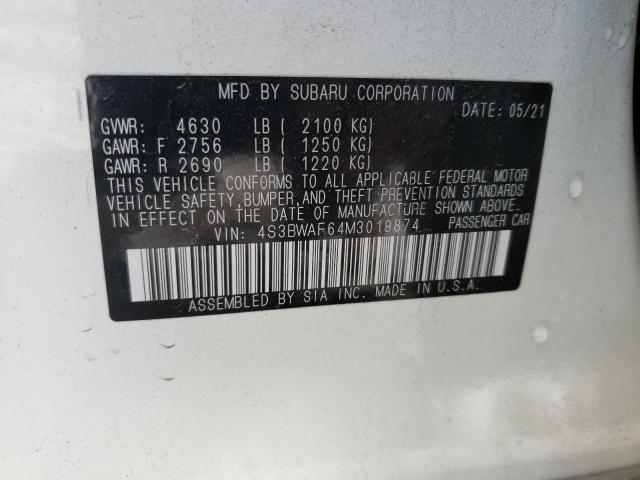 MFD BY SUBARU CORPORATION
DATE: 05/21
GVWR: 4630 LB ( 2100 KG)
GAWR: F 2756 LB ( 1250 KG)
GAWR: R 2690 LB ( 1220 KG)
THIS VEHICLE CONFORMS TO ALL APPLICABLE FEDERAL MOTOR
VEHICLE SAFETY, BUMPER, AND THEFT PREVENTION STANDARDS
IN EFFECT ON THE DATE OF MANUFACTURE SHOWN ABOVE.
VIN: 4S3BWAF64M3019874 PASSENGER CAR
ASSEMBLED BY SIA INC. MADE IN U.S.A.